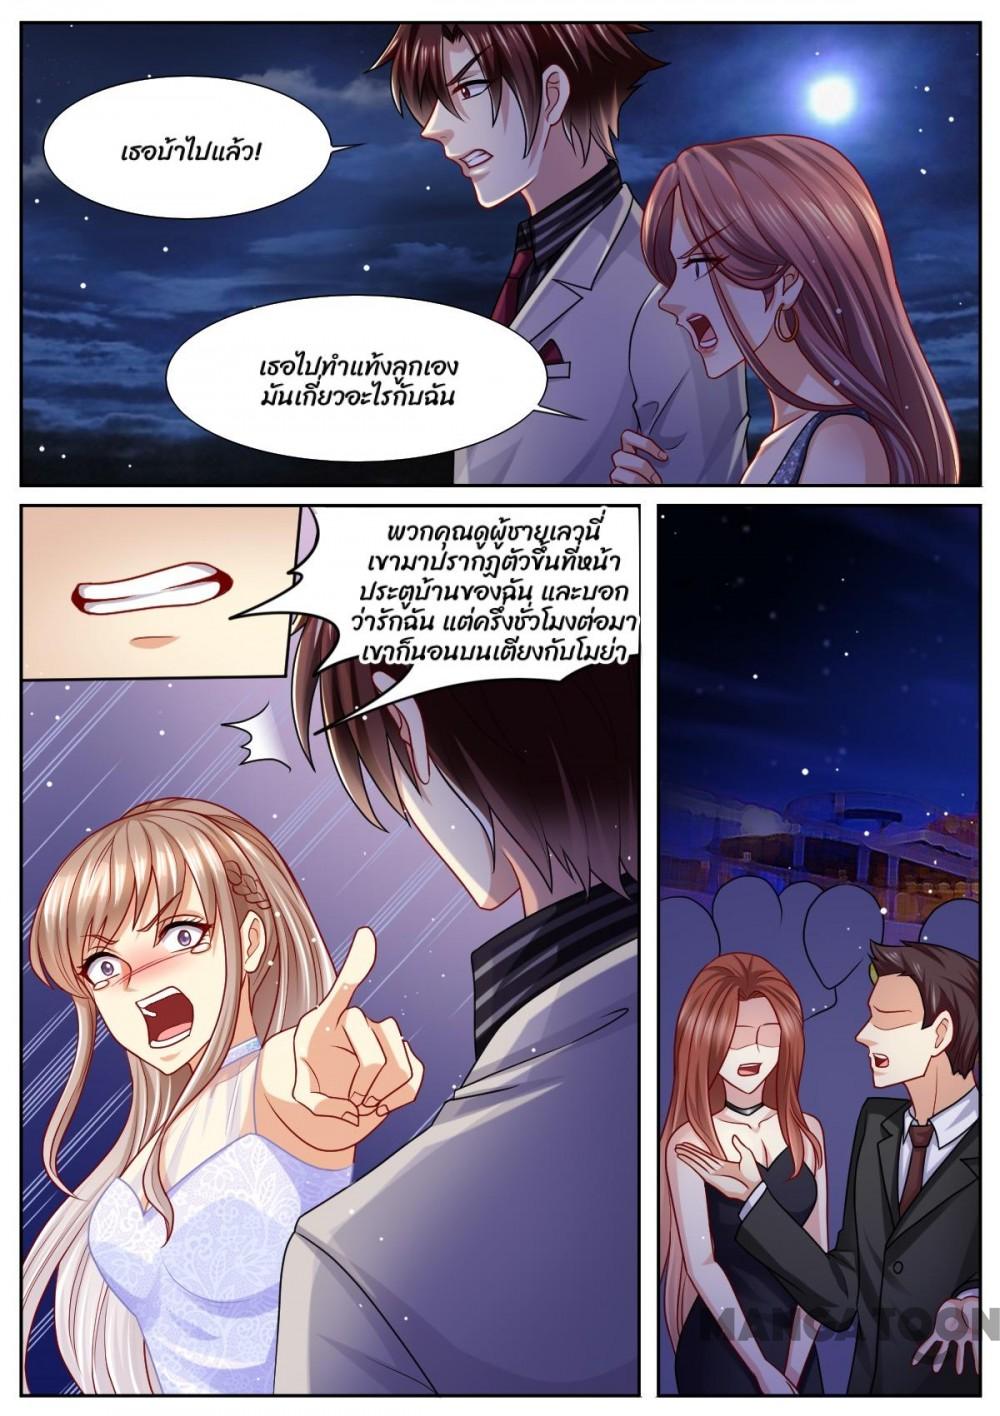 เธอบ้าไปแล้ว!
เธอไปทำแท้งลูกเอง
มันเกี่ยวอะไรกับฉัน
พวกคุณดูผู้ชายเลวนี่
เขามาปรากฏตัวขึ้นที่หน้า
ประตูบ้านของฉัน และบอก
ว่ารักฉัน แต่ครึ่งชั่วโมงต่อมา
เขาก็นอนบนเตียงกับโมย่า
MANGATOON